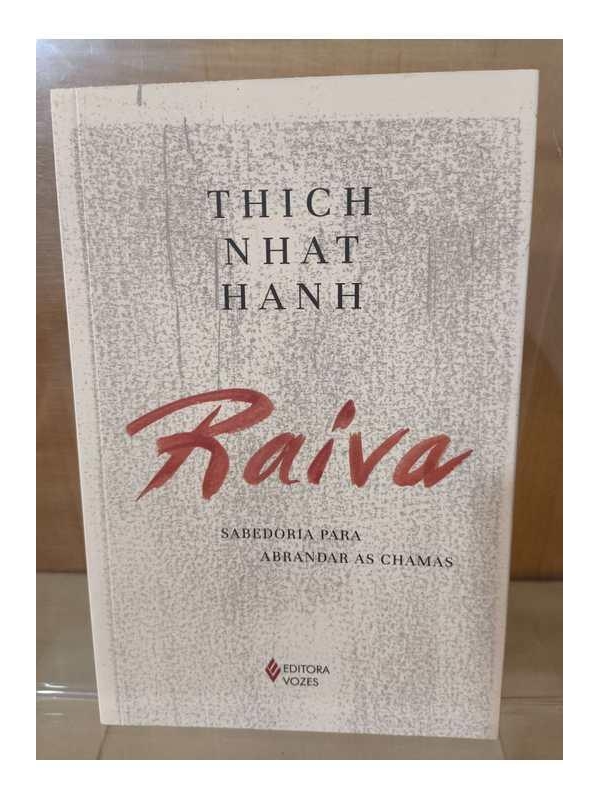 THICH
NHAT
HANH
Raiva
SABEDORIA PARA
ABRANDAR AS CHAMAS
EDITORA
VOZES